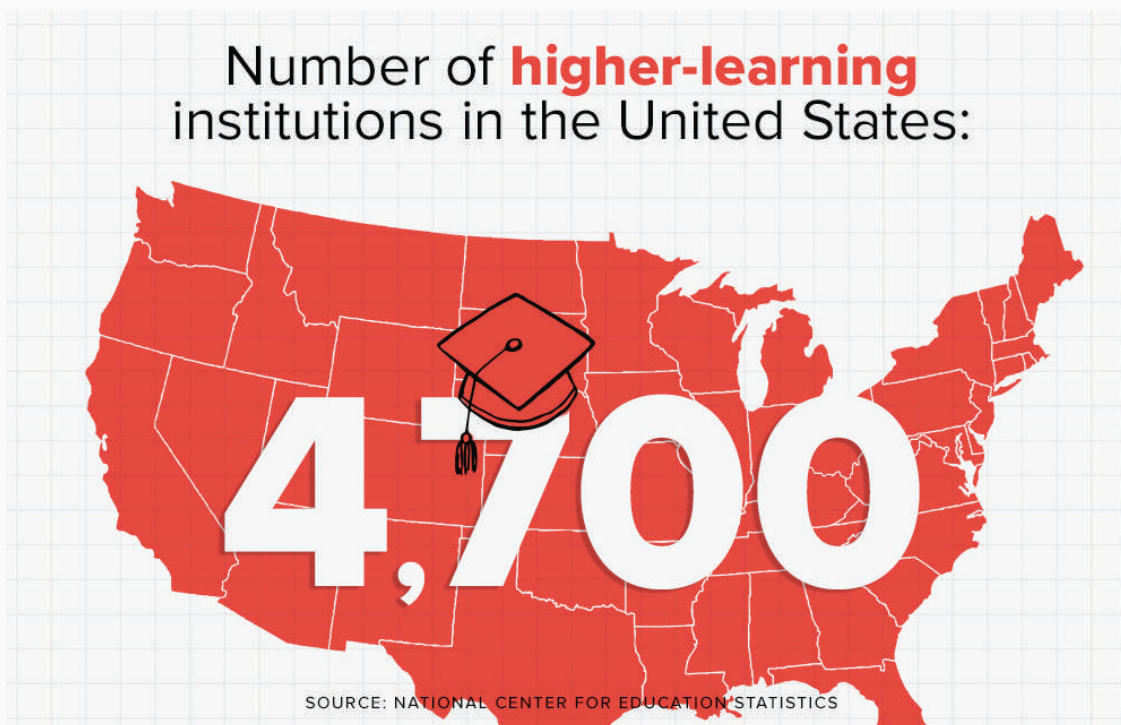 Number of higher-learning
institutions in the United States:
4,700
SOURCE: NATIONAL CENTER FOR EDUCATION STATISTICS